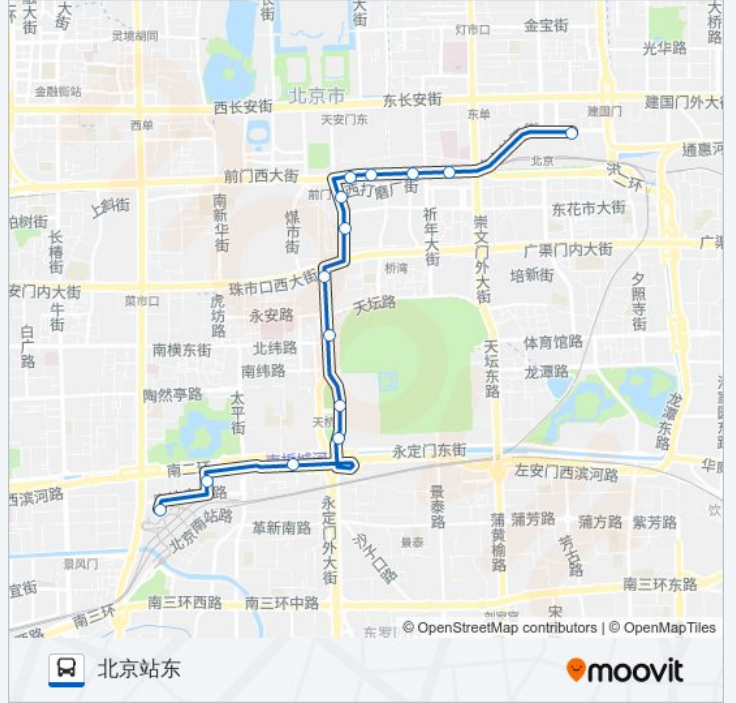 灵境胡同
灯市口
金宝街
光华路
金融街站
北京市
西长安街
东长安街
建国门外大
西单
天安门东
东单
建国门
通惠河
前门西大街
北京
西打磨厂街
上斜街
南新华街
煤市街
祈年大街
崇文门外大街
东花市大街
长椿街
桥湾
广渠门内大街
珠市口西大街
培新街
夕照寺街
安门内大街
菜市口
虎坊路
永安路
天坛路
牛街
白广路
南横东街
北纬路
体育馆路
南纬路
龙潭路
天坛东路
陶然亭路
太平街
龙潭东路
永定门东街
南二环
左安门西滨河路
西滨河路
北京南站路
革新南路
永定门外大街
沙子口路
景泰路
景泰
蒲黄榆路
蒲芳路
蒲方路
紫芳路
景风门
南三环西路
南三环中路
南三环东路
南三环
© OpenStreetMap contributors | © OpenMapTiles
北京站东
moovit